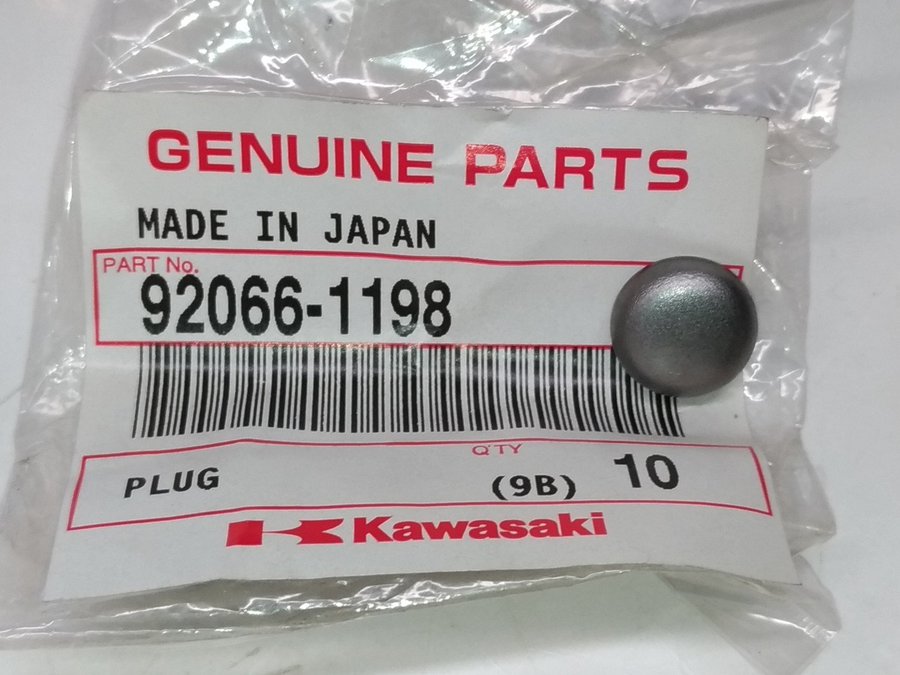 GENUINE PARTS
MADE IN JAPAN
PART No.
92066-1198
Q'TY
PLUG (9B) 10
Kawasaki